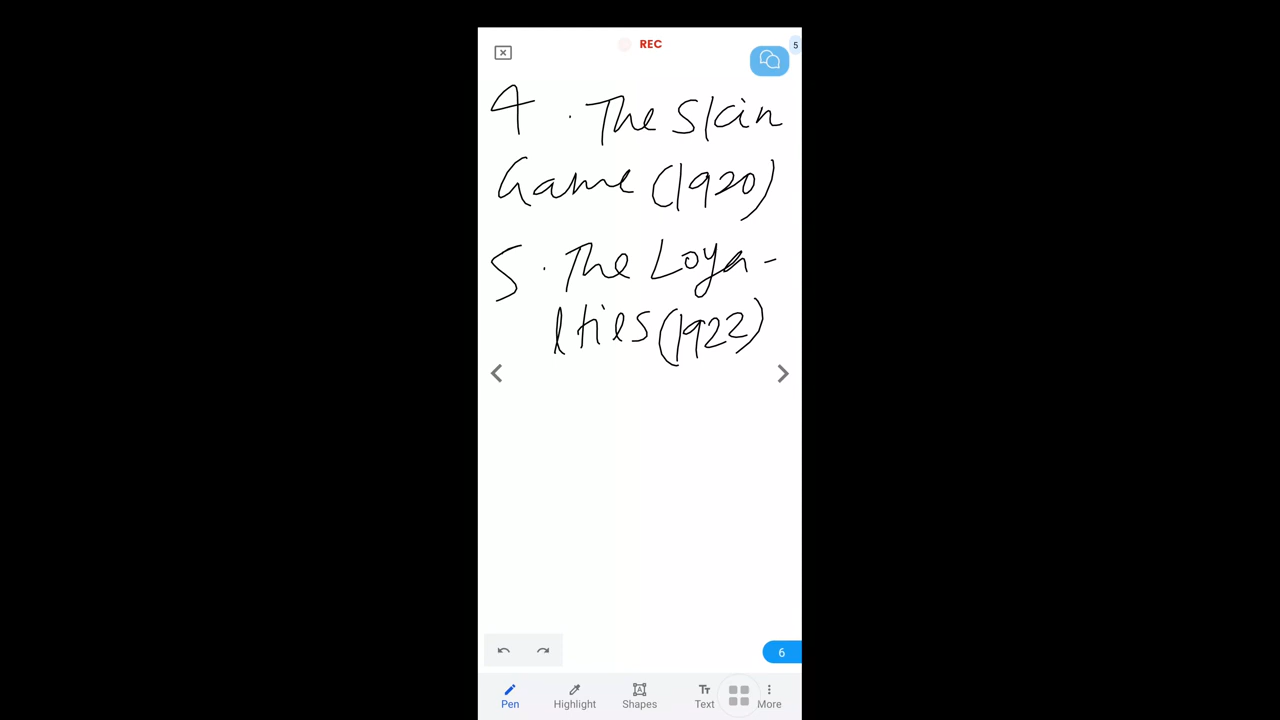 REC
5
4 . The Skin
Game (1920)
5 . The Loya -
lties (1922)
6
Pen Highlight Shapes Text More